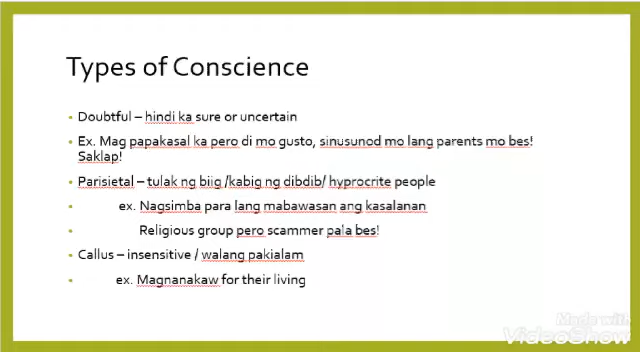 Types of Conscience
Doubtful – hindi ka sure or uncertain
Ex. Mag papakasal ka pero di mo gusto, sinusunod mo lang parents mo bes!
Saklap!
Parisietal – tulak ng biig /kabig ng dibdib/ hyprocrite people
ex. Nagsimba para lang mabawasan ang kasalanan
Religious group pero scammer pala bes!
Callus – insensitive / walang pakialam
ex. Magnanakaw for their living
Made with
VideoShow